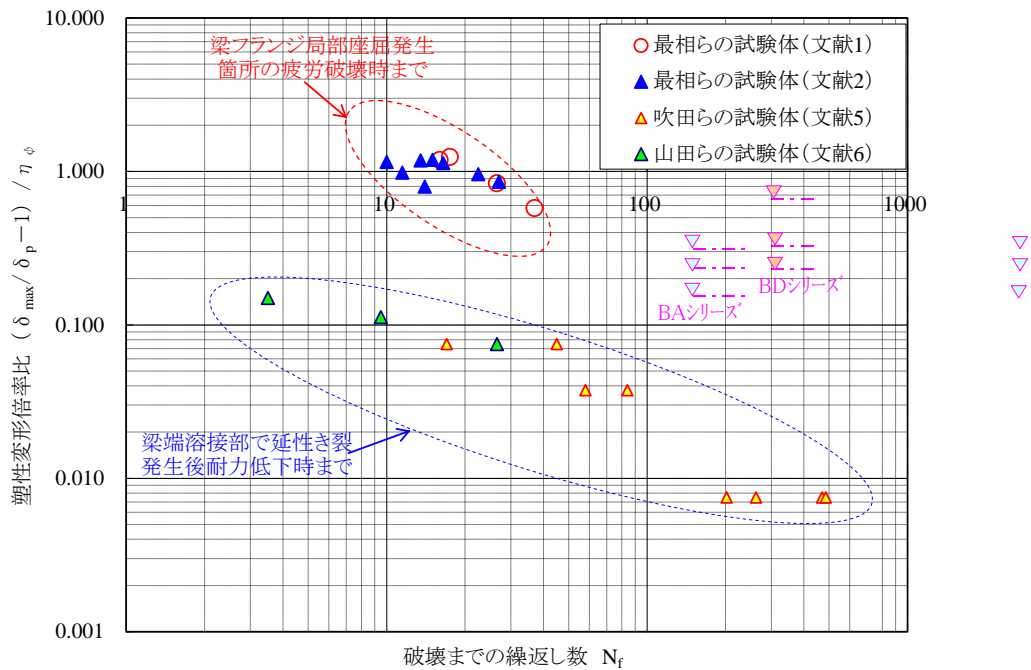 10.000
1.000
0.100
0.010
0.001
1
10
100
1000
塑性変形倍率比（δmax/δp−1）/ηφ
破壊までの繰返し数 Nf
梁フランジ局部座屈発生
箇所の疲労破壊時まで
最相らの試験体（文献1）
最相らの試験体（文献2）
吹田らの試験体（文献5）
山田らの試験体（文献6）
BAシリーズ
BDシリーズ
梁端溶接部で延性き裂
発生後耐力低下時まで